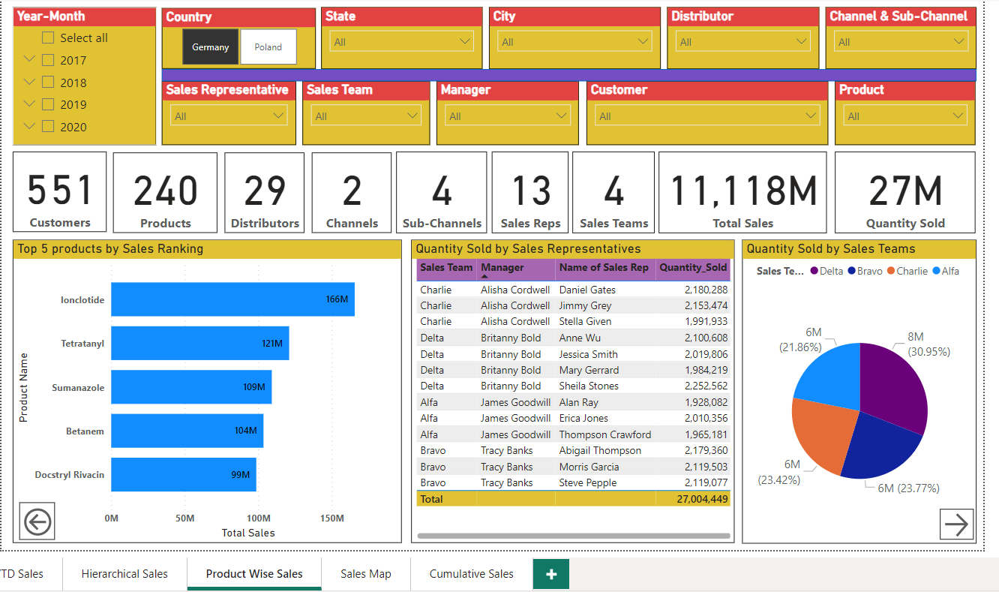 Year-Month
Select all
2017
2018
2019
2020
Country
Germany
Poland
State
All
City
All
Distributor
All
Channel & Sub-Channel
All
Sales Representative
All
Sales Team
All
Manager
All
Customer
All
Product
All
551
Customers
240
Products
29
Distributors
2
Channels
4
Sub-Channels
13
Sales Reps
4
Sales Teams
11,118M
Total Sales
27M
Quantity Sold
Top 5 products by Sales Ranking
Product Name
Ionclotide 166M
Tetratanyl 121M
Sumanazole 109M
Betanem 104M
Docstryl Rivacin 99M
0M 50M 100M 150M
Total Sales
Quantity Sold by Sales Representatives
Sales Team Manager Name of Sales Rep Quantity_Sold
Charlie Alisha Cordwell Daniel Gates 2,180,288
Charlie Alisha Cordwell Jimmy Grey 2,153,474
Charlie Alisha Cordwell Stella Given 1,991,933
Delta Britanny Bold Anne Wu 2,100,608
Delta Britanny Bold Jessica Smith 2,019,806
Delta Britanny Bold Mary Gerrard 1,984,219
Delta Britanny Bold Sheila Stones 2,252,562
Alfa James Goodwill Alan Ray 1,928,082
Alfa James Goodwill Erica Jones 2,010,356
Alfa James Goodwill Thompson Crawford 1,965,181
Bravo Tracy Banks Abigail Thompson 2,179,360
Bravo Tracy Banks Morris Garcia 2,119,503
Bravo Tracy Banks Steve Pepple 2,119,077
Total 27,004,449
Quantity Sold by Sales Teams
Sales Te... Delta Bravo Charlie Alfa
6M
(21.86%)
8M
(30.95%)
6M
(23.42%)
6M (23.77%)
TD Sales
Hierarchical Sales
Product Wise Sales
Sales Map
Cumulative Sales